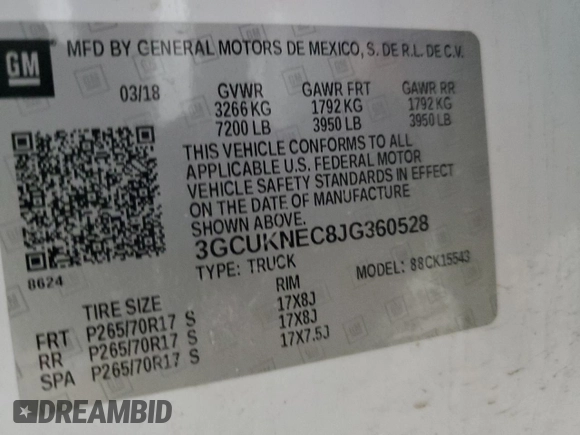 GM
MFD BY GENERAL MOTORS DE MEXICO, S. DE R.L. DE C.V.
03/18 GVWR GAWR FRT GAWR RR
3266 KG 1792 KG 1792 KG
7200 LB 3950 LB 3950 LB
THIS VEHICLE CONFORMS TO ALL
APPLICABLE U.S. FEDERAL MOTOR
VEHICLE SAFETY STANDARDS IN EFFECT
ON THE DATE OF MANUFACTURE
SHOWN ABOVE.
3GCUKNEC8JG360528
8624 TYPE: TRUCK MODEL: 88CK15543
TIRE SIZE RIM
FRT P265/70R17 S 17X8J
RR P265/70R17 S 17X8J
SPA P265/70R17 S 17X7.5J
DREAMBID